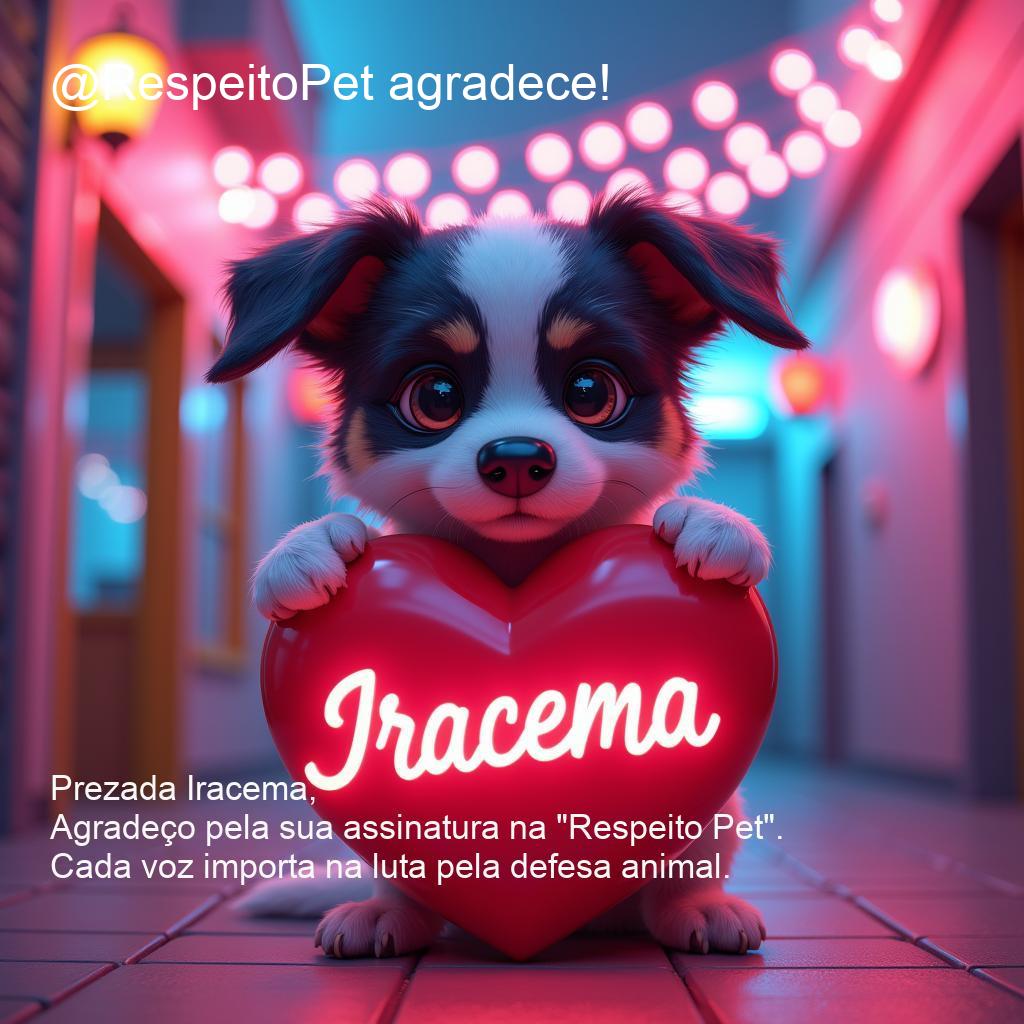 @RespeitoPet agradece!
Iracema
Prezada Iracema,
Agradeço pela sua assinatura na "Respeito Pet".
Cada voz importa na luta pela defesa animal.